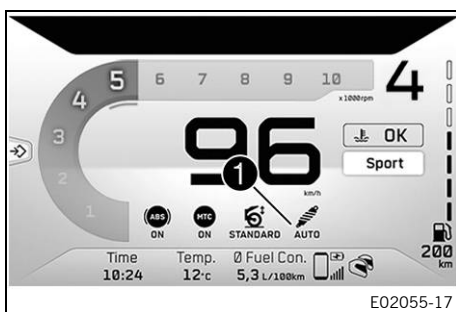 5 6 7 8 9 10
4
4
x1000rpm
3
96
OK
2
1
Sport
km/h
1
ABS MTC
ON ON STANDARD AUTO
Time Temp. Ø Fuel Con.
10:24 12°C 5,3 L/100km
200
km
E02055-17